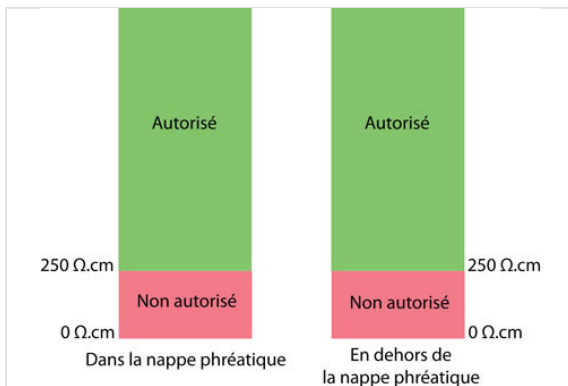 Autorisé
Autorisé
250 Ω.cm
250 Ω.cm
Non autorisé
Non autorisé
0 Ω.cm
0 Ω.cm
Dans la nappe phréatique
En dehors de
la nappe phréatique